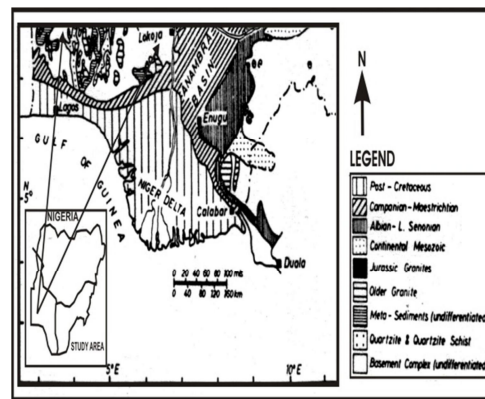 Lokoja
ANAMBRA
BASIN
Lagos
Enugu
GULF
OF
GUINEA
N
5°
NIGER DELTA
Calabar
Duala
0 20 40 60 80 100 mls
0 40 80 120 160 km
NIGERIA
STUDY AREA
5°E
10°E
N
LEGEND
Post - Cretaceous
Campanian-Maestrichtian
Albian - L. Senonian
Continental Mesozoic
Jurassic Granites
Older Granite
Meta - Sediments (undifferentiated
Quartzite & Quartzite Schist
Basement Complex (undifferentiated